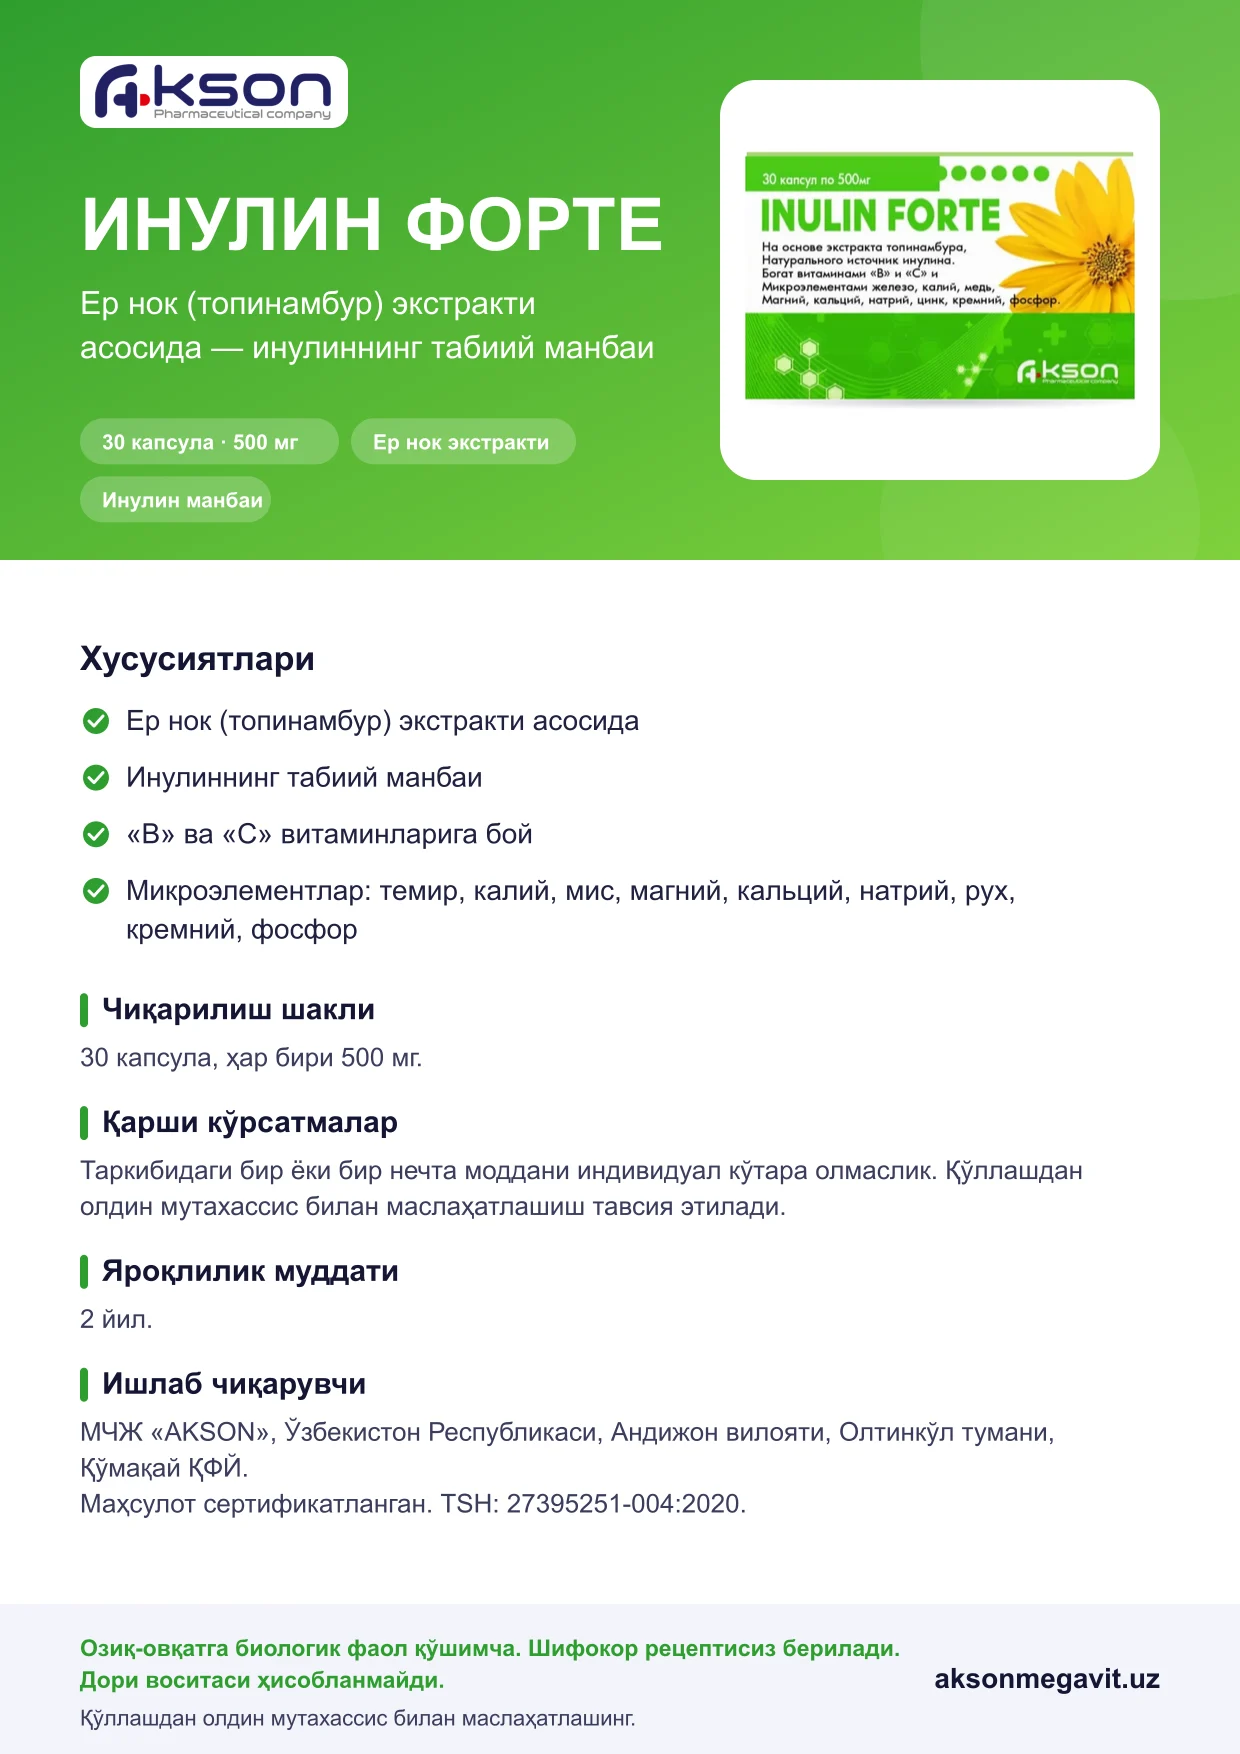 Akson
Pharmaceutical company
ИНУЛИН ФОРТЕ
Ер нок (топинамбур) экстракти
асосида — инулиннинг табиий манбаи
30 капсула · 500 мг
Ер нок экстракти
Инулин манбаи
30 капсул по 500мг
INULIN FORTE
На основе экстракта топинамбура,
Натурального источник инулина.
Богат витаминами «В» и «С» и
Микроэлементами железо, калий, медь,
Магний, кальций, натрий, цинк, кремний, фосфор.
Akson
Pharmaceutical company
Хусусиятлари
Ер нок (топинамбур) экстракти асосида
Инулиннинг табиий манбаи
«В» ва «С» витаминларига бой
Микроэлементлар: темир, калий, мис, магний, кальций, натрий, рух,
кремний, фосфор
Чиқарилиш шакли
30 капсула, ҳар бири 500 мг.
Қарши кўрсатмалар
Таркибидаги бир ёки бир нечта моддани индивидуал кўтара олмаслик. Қўллашдан
олдин мутахассис билан маслаҳатлашиш тавсия этилади.
Яроқлилик муддати
2 йил.
Ишлаб чиқарувчи
МЧЖ «AKSON», Ўзбекистон Республикаси, Андижон вилояти, Олтинкўл тумани,
Қўмақай ҚФЙ.
Маҳсулот сертификатланган. TSH: 27395251-004:2020.
Озиқ-овқатга биологик фаол қўшимча. Шифокор рецептисиз берилади.
Дори воситаси ҳисобланмайди.
Қўллашдан олдин мутахассис билан маслаҳатлашинг.
aksonmegavit.uz